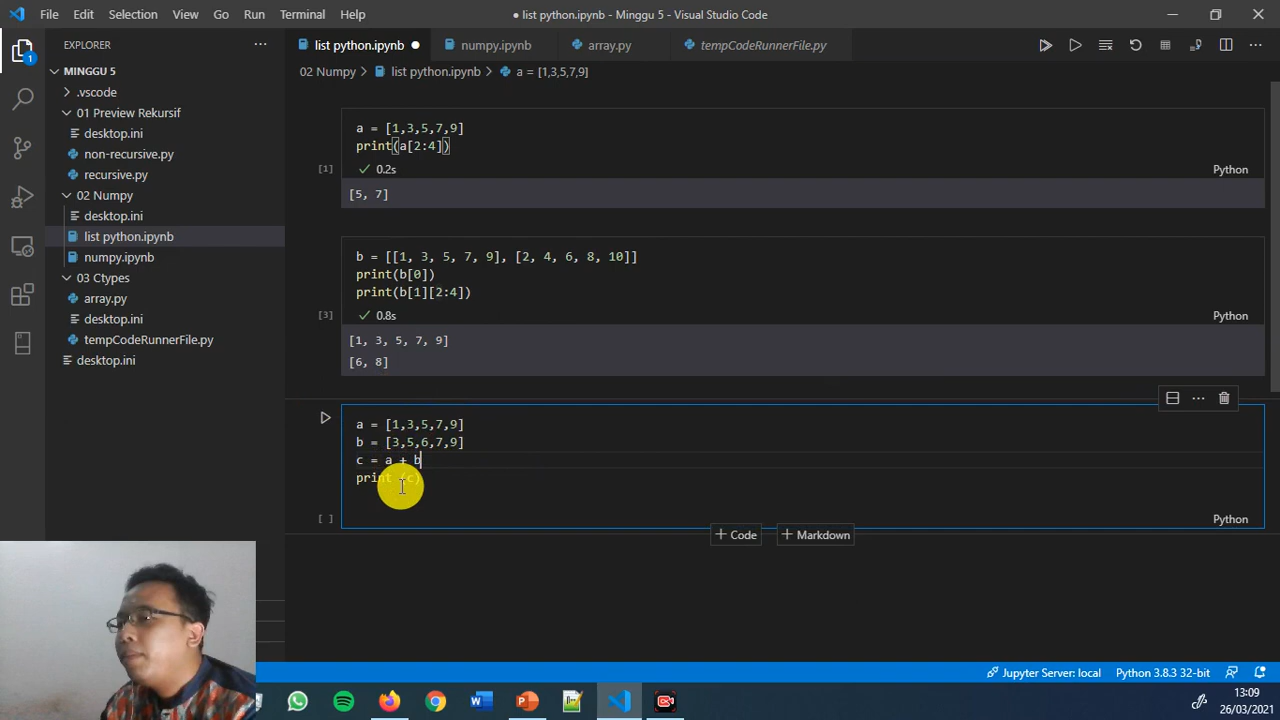 File Edit Selection View Go Run Terminal Help
● list python.ipynb - Minggu 5 - Visual Studio Code
EXPLORER
list python.ipynb numpy.ipynb array.py tempCodeRunnerFile.py
MINGGU 5
02 Numpy > list python.ipynb > a = [1,3,5,7,9]
.vscode
01 Preview Rekursif
desktop.ini
non-recursive.py
recursive.py
02 Numpy
desktop.ini
list python.ipynb
numpy.ipynb
03 Ctypes
array.py
desktop.ini
tempCodeRunnerFile.py
desktop.ini
a = [1,3,5,7,9]
print(a[2:4])
[1] 0.2s Python
[5, 7]
b = [[1, 3, 5, 7, 9], [2, 4, 6, 8, 10]]
print(b[0])
print(b[1][2:4])
[3] 0.8s Python
[1, 3, 5, 7, 9]
[6, 8]
a = [1,3,5,7,9]
b = [3,5,6,7,9]
c = a + b
print (c)
[ ] Python
+ Code + Markdown
Jupyter Server: local Python 3.8.3 32-bit
13:09
26/03/2021